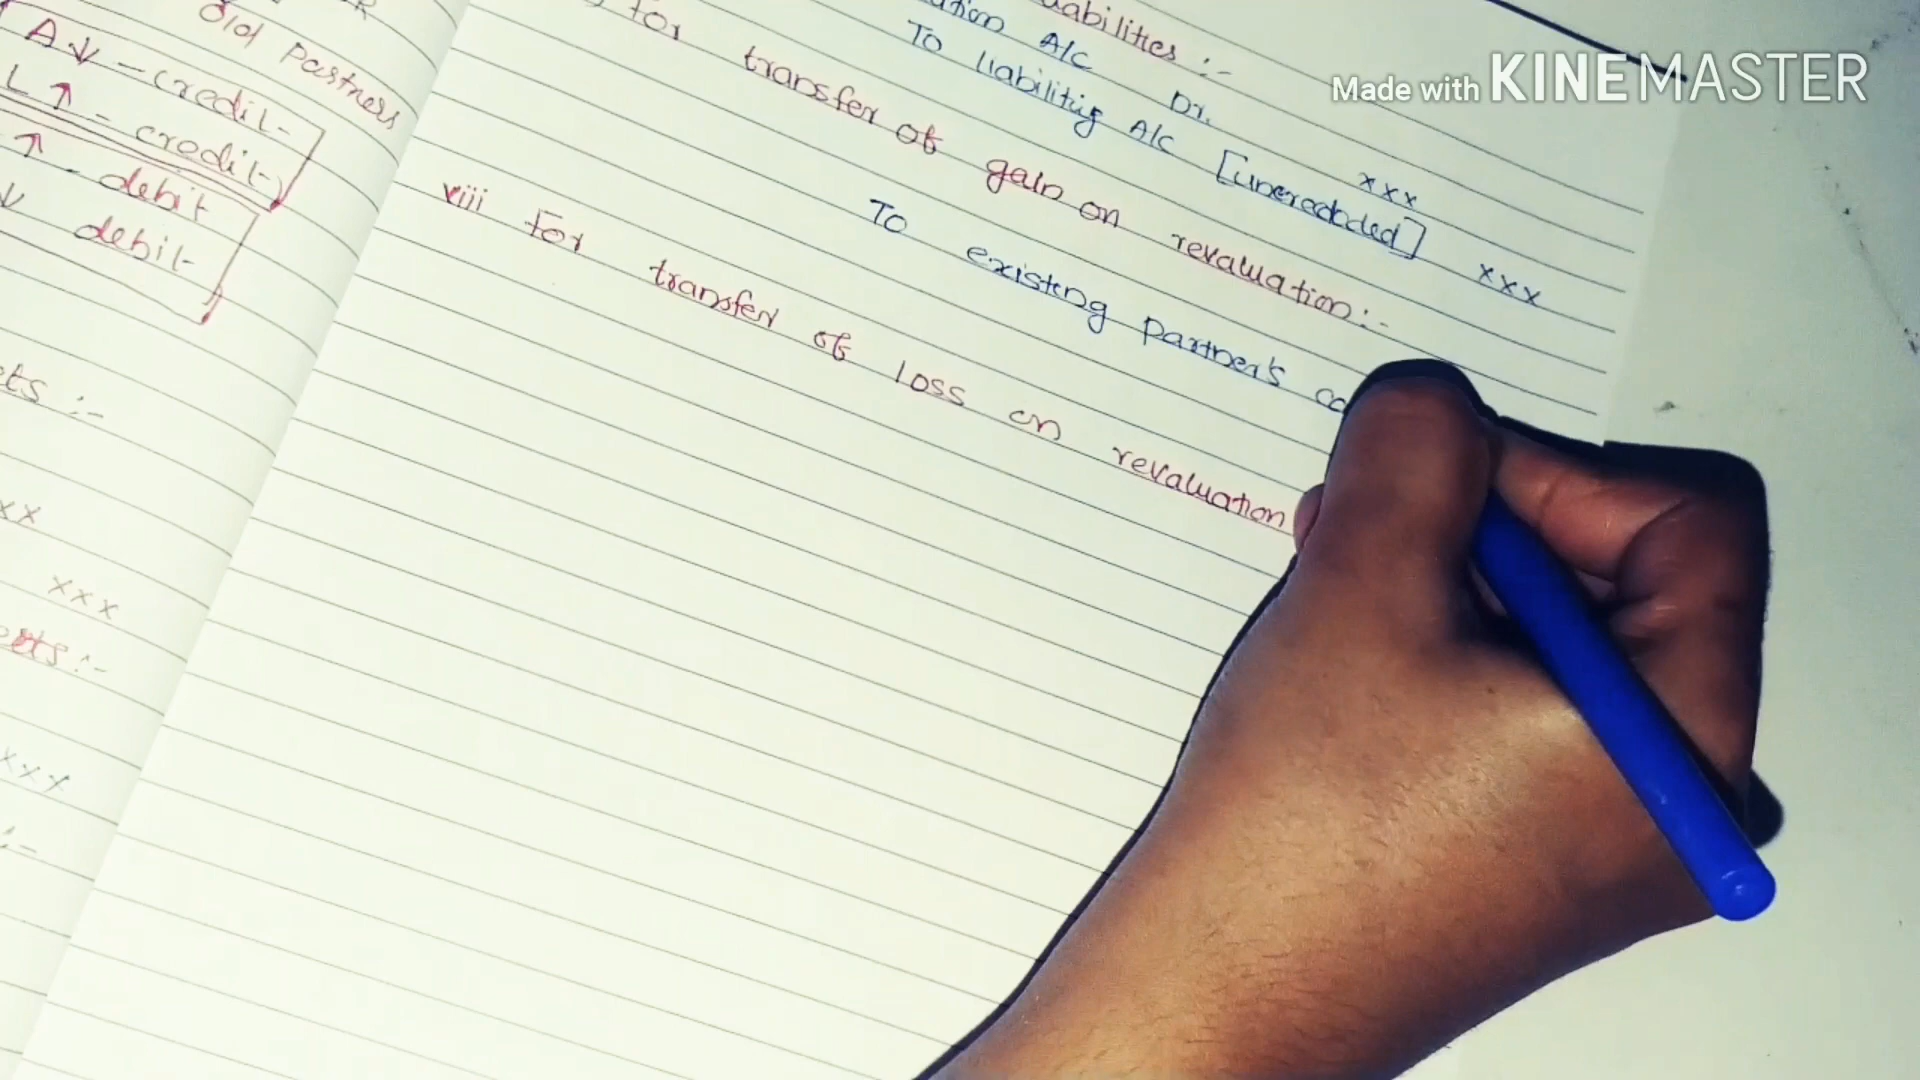 old Partners
A↓ - credit
L↑ - credit
↑ - debit
↓ debit
ets :-
xx
xxx
ets :-
xxx
:-
abilities :-
ation A/c Dr. xxx
To liability A/c [unrecorded] xxx
For transfer of gain on revaluation :-
To existing partner's ca
viii For transfer of loss on revaluation
Made with KINEMASTER